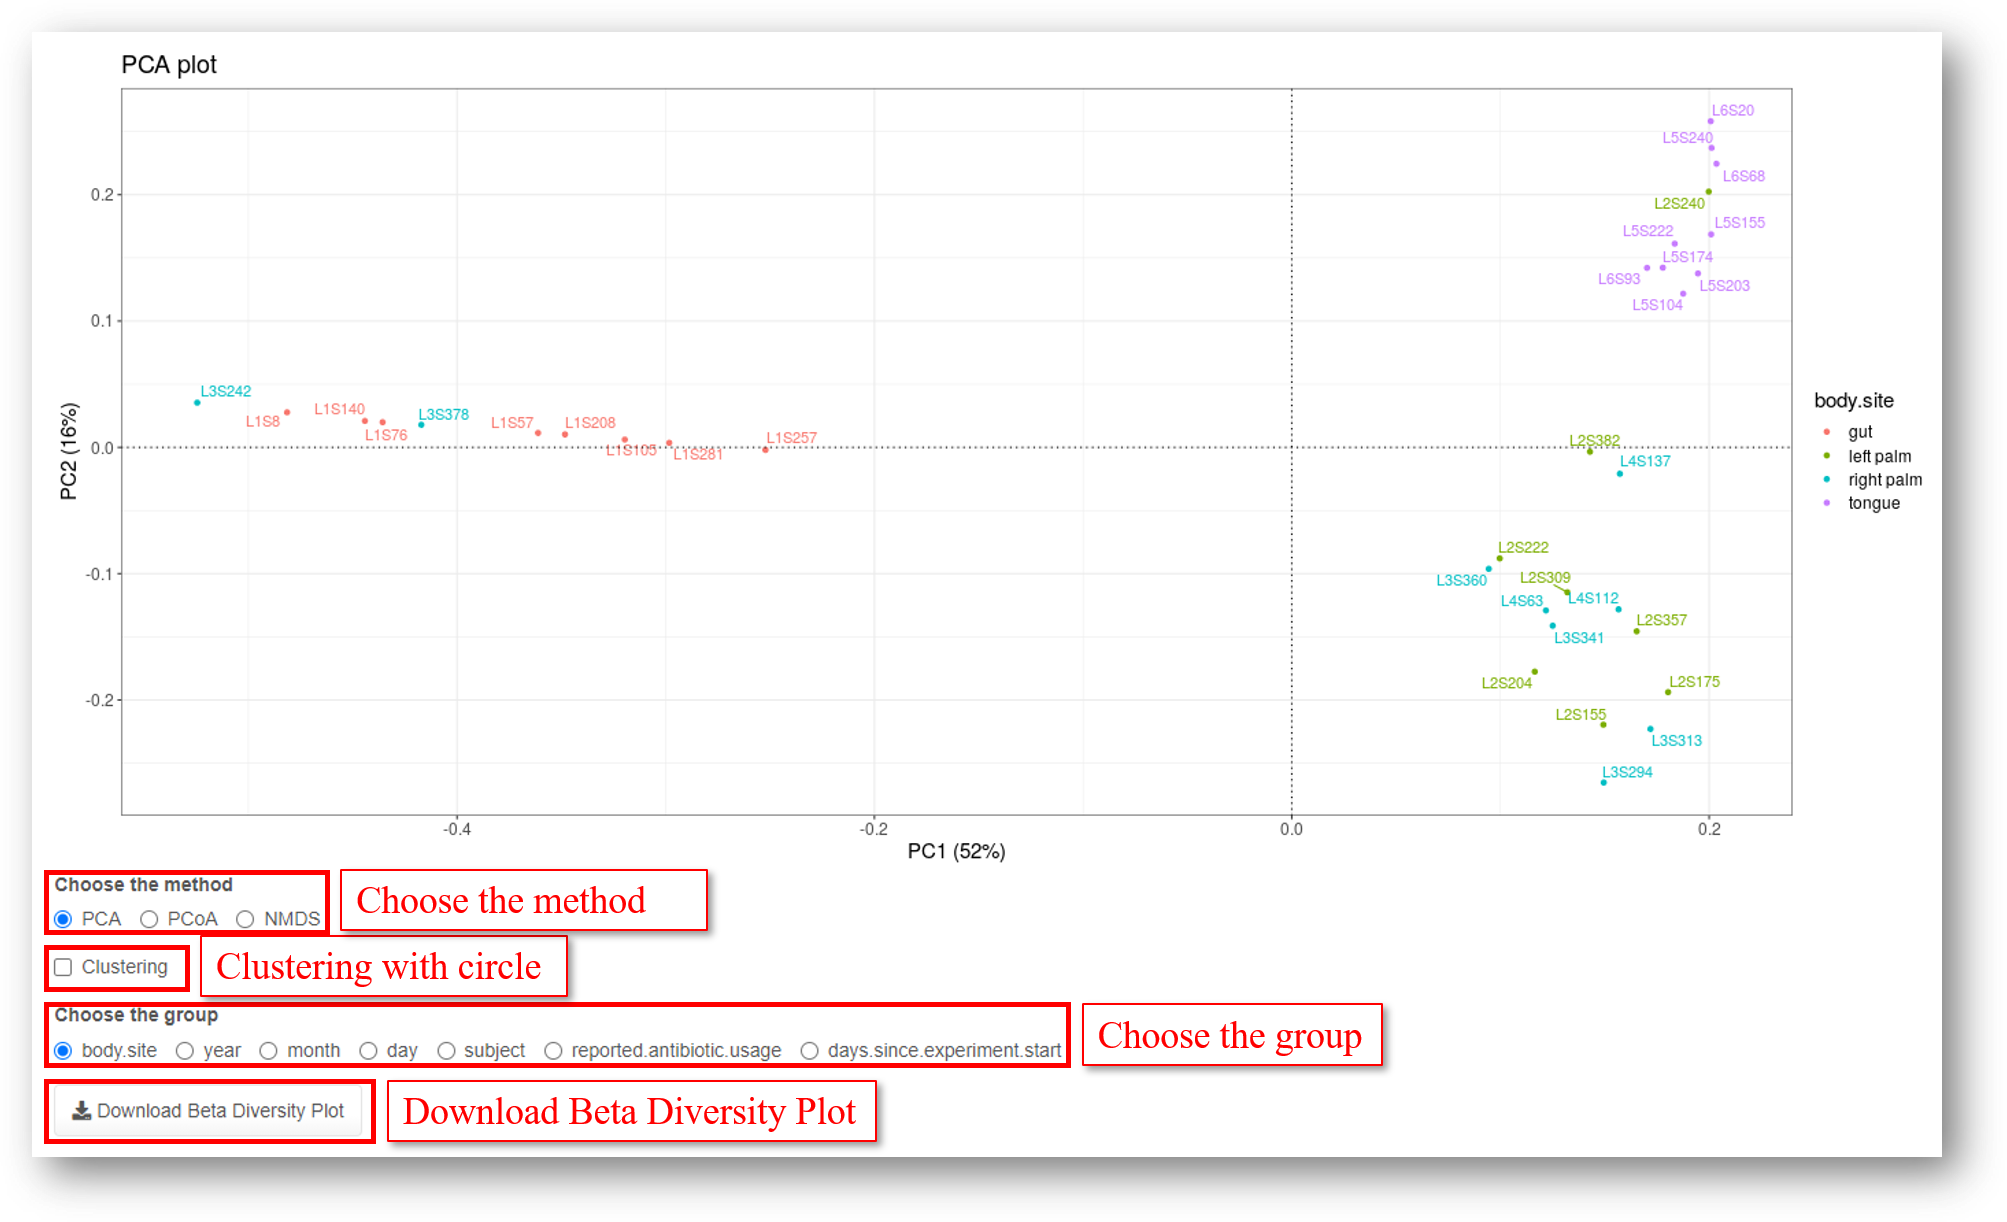 PCA plot
L6S20
L5S240
L6S68
0.2
L2S240
L5S155
L5S222
L5S174
L6S93
L5S203
L5S104
0.1
L3S242
body.site
L1S140
L3S378
L1S8
L1S57
L1S208
gut
L1S76
L1S257
L2S382
0.0
L1S105
L1S281
left palm
L4S137
PC2 (16%)
right palm
tongue
L2S222
-0.1
L3S360
L2S309
L4S63
L4S112
L2S357
L3S341
L2S204
L2S175
-0.2
L2S155
L3S313
L3S294
-0.4 -0.2 0.0 0.2
PC1 (52%)
Choose the method
PCA PCoA NMDS
Choose the method
Clustering
Clustering with circle
Choose the group
body.site year month day subject reported.antibiotic.usage days.since.experiment.start
Choose the group
Download Beta Diversity Plot
Download Beta Diversity Plot